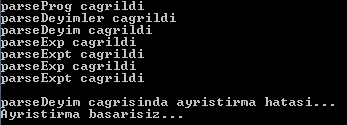 parseProg cagrildi
parseDeyimler cagrildi
parseDeyim cagrildi
parseExp cagrildi
parseExpt cagrildi
parseExp cagrildi
parseExpt cagrildi
parseDeyim cagrisinda ayristirma hatasi...
Ayristirma basarisiz...